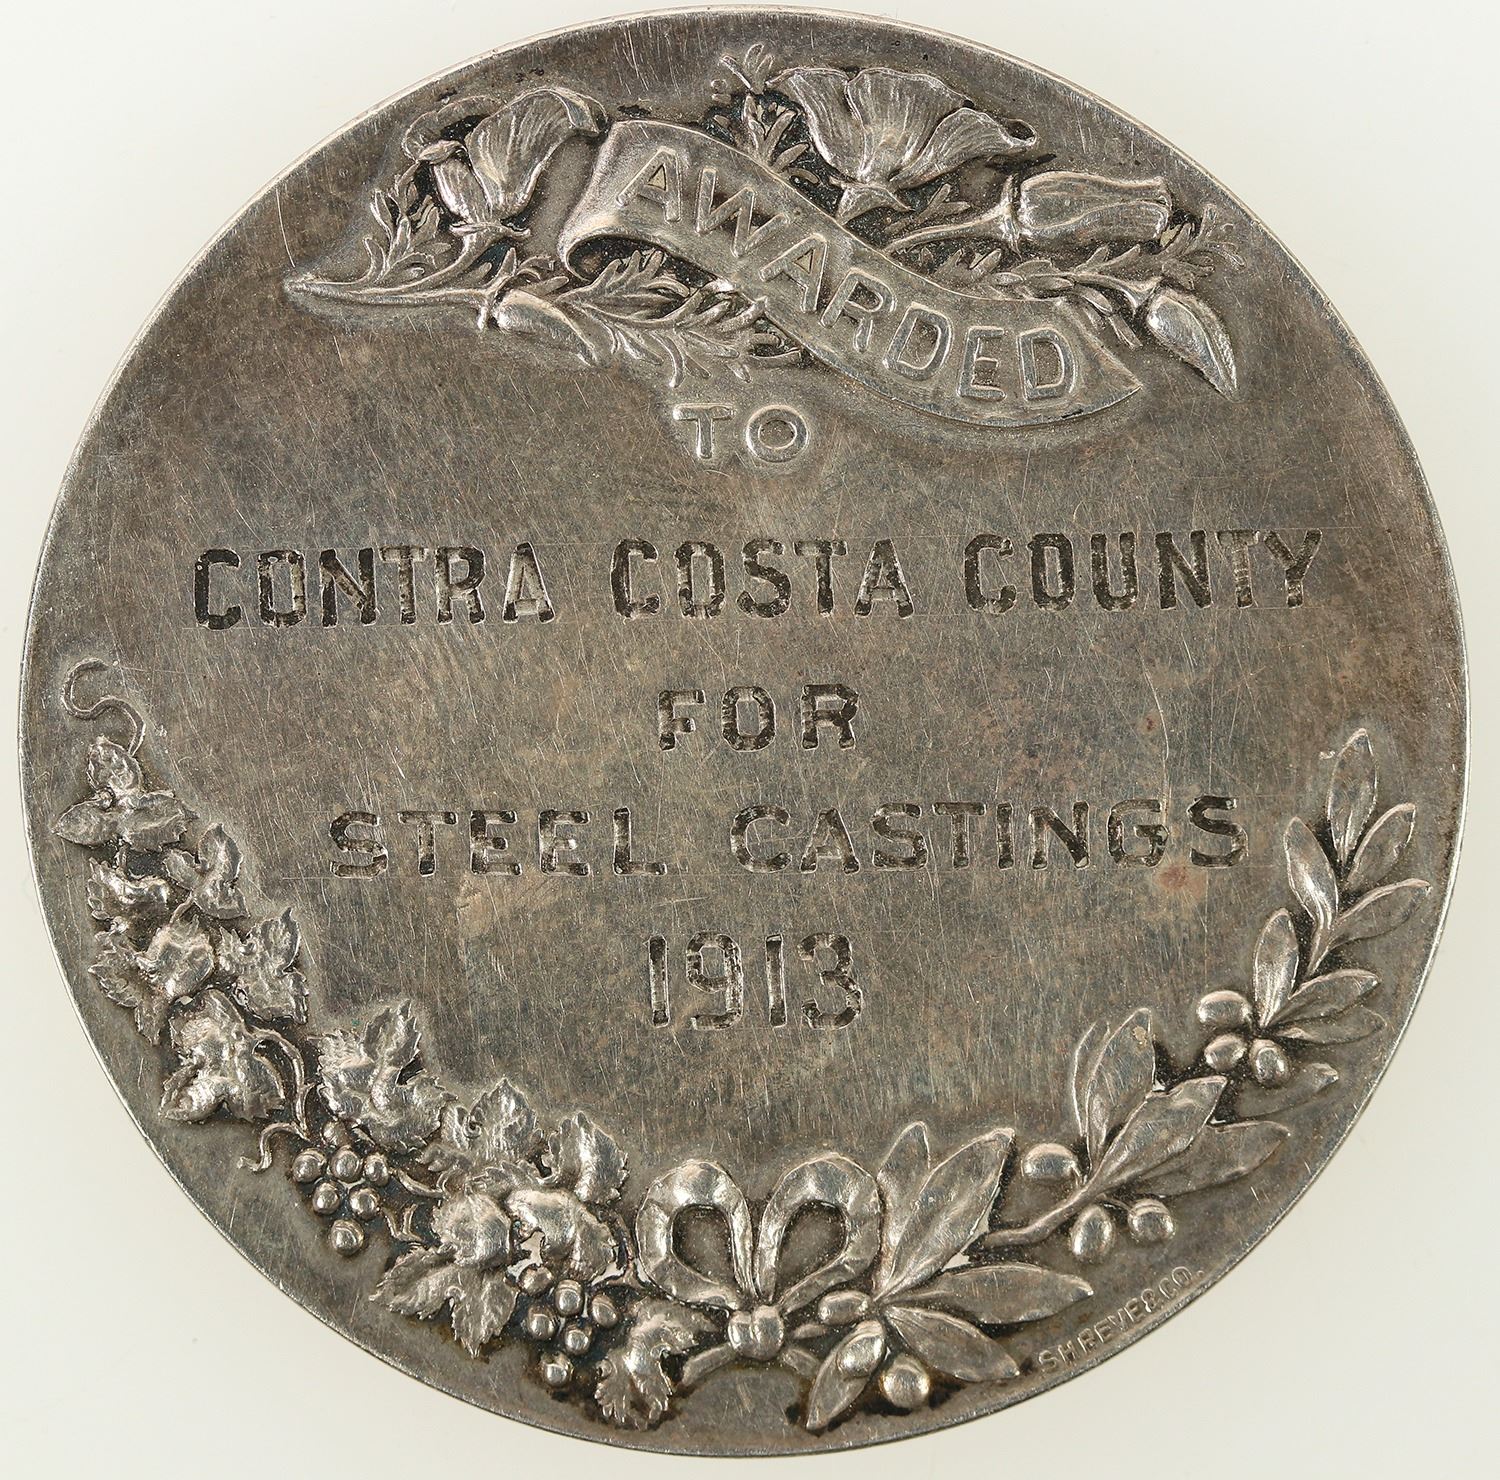 AWARDED
TO
CONTRA COSTA COUNTY
FOR
STEEL CASTINGS
1913
SHREVE & CO.